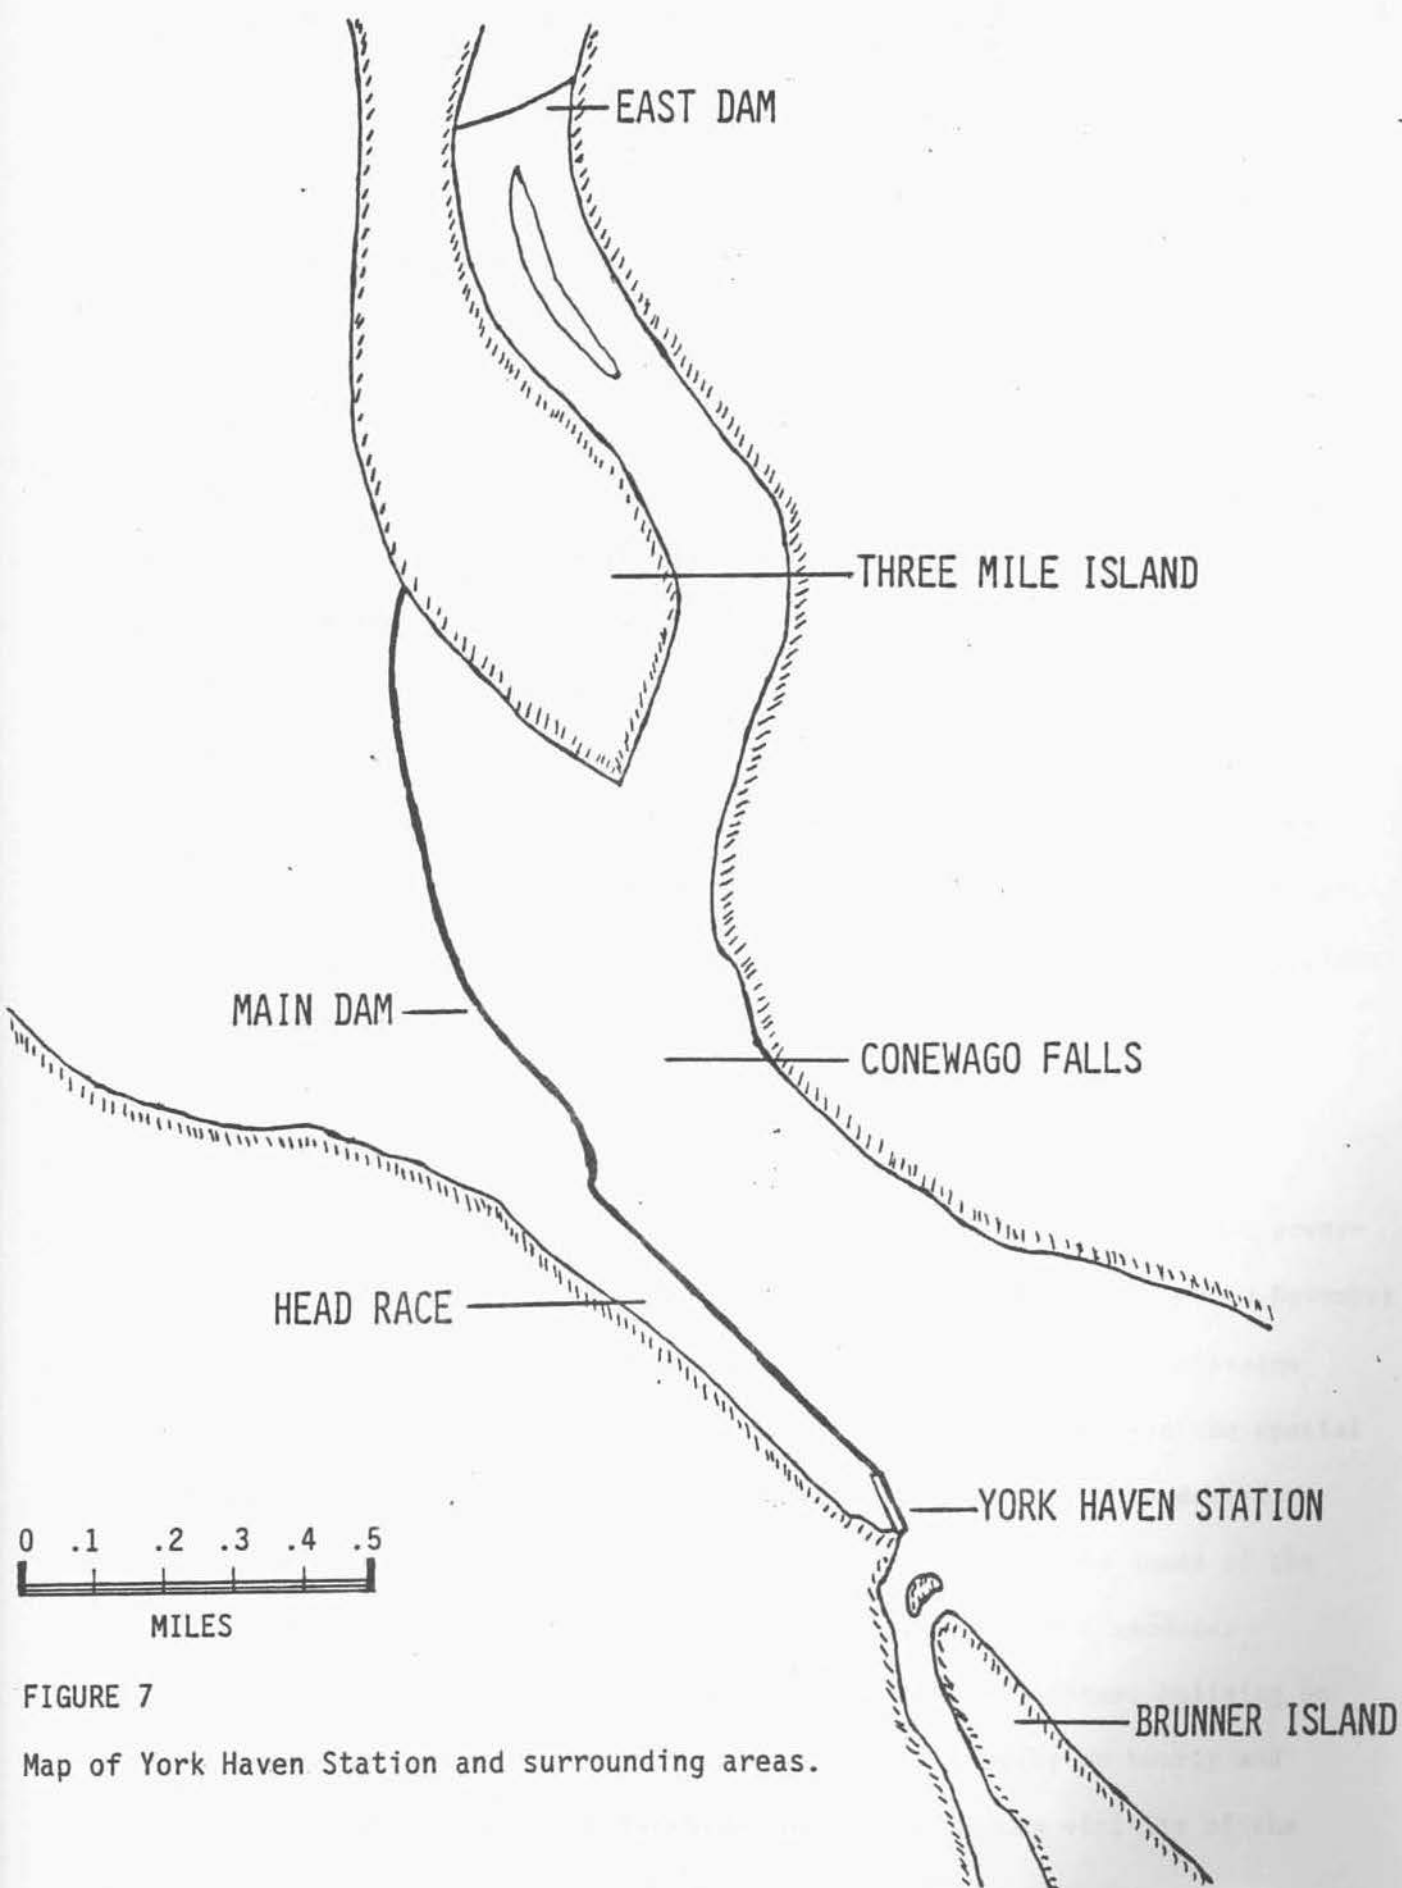 EAST DAM
THREE MILE ISLAND
MAIN DAM
CONEWAGO FALLS
HEAD RACE
YORK HAVEN STATION
0 .1 .2 .3 .4 .5
MILES
FIGURE 7
BRUNNER ISLAND
Map of York Haven Station and surrounding areas.